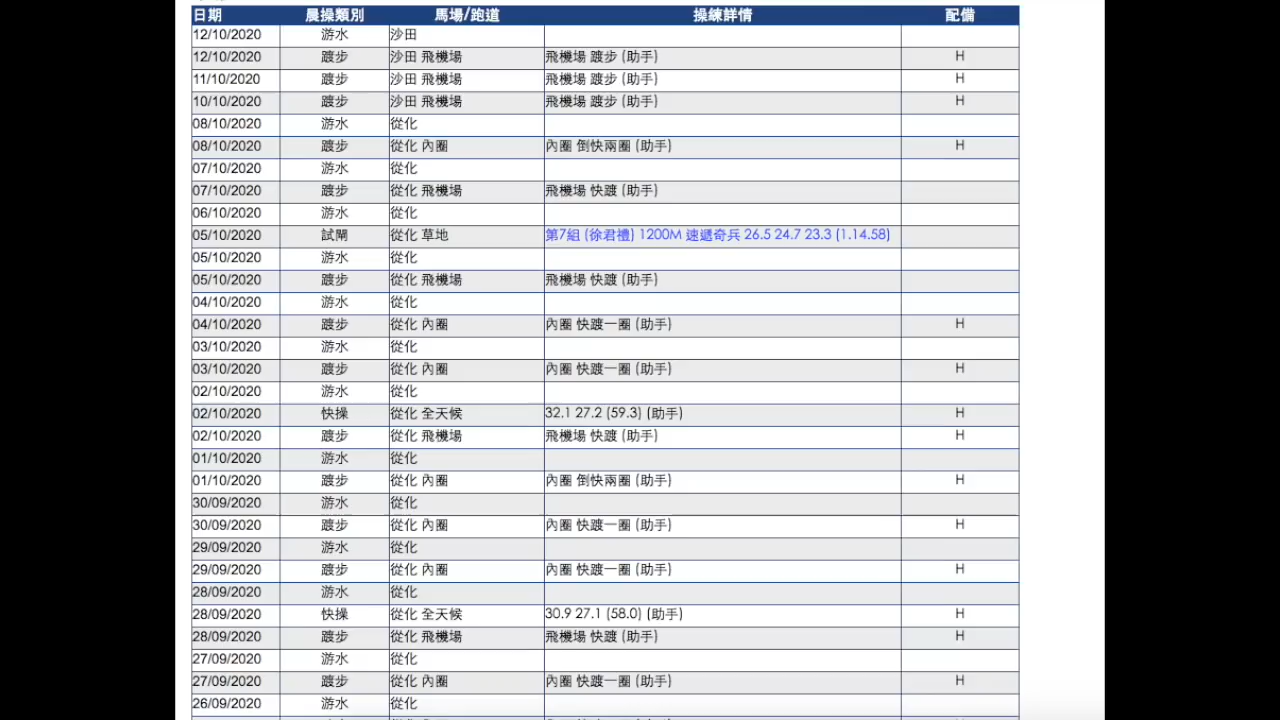 日期 晨操類別 馬場/跑道 操練詳情 配備
12/10/2020 游水 沙田
12/10/2020 踱步 沙田 飛機場 飛機場 踱步 (助手) H
11/10/2020 踱步 沙田 飛機場 飛機場 踱步 (助手) H
10/10/2020 踱步 沙田 飛機場 飛機場 踱步 (助手) H
08/10/2020 游水 從化
08/10/2020 踱步 從化 內圈 內圈 倒快兩圈 (助手) H
07/10/2020 游水 從化
07/10/2020 踱步 從化 飛機場 飛機場 快踱 (助手)
06/10/2020 游水 從化
05/10/2020 試閘 從化 草地 第7組 (徐君禮) 1200M 速遞奇兵 26.5 24.7 23.3 (1.14.58)
05/10/2020 游水 從化
05/10/2020 踱步 從化 飛機場 飛機場 快踱 (助手)
04/10/2020 游水 從化
04/10/2020 踱步 從化 內圈 內圈 快踱一圈 (助手) H
03/10/2020 游水 從化
03/10/2020 踱步 從化 內圈 內圈 快踱一圈 (助手) H
02/10/2020 游水 從化
02/10/2020 快操 從化 全天候 32.1 27.2 (59.3) (助手) H
02/10/2020 踱步 從化 飛機場 飛機場 快踱 (助手) H
01/10/2020 游水 從化
01/10/2020 踱步 從化 內圈 內圈 倒快兩圈 (助手) H
30/09/2020 游水 從化
30/09/2020 踱步 從化 內圈 內圈 快踱一圈 (助手) H
29/09/2020 游水 從化
29/09/2020 踱步 從化 內圈 內圈 快踱一圈 (助手) H
28/09/2020 游水 從化
28/09/2020 快操 從化 全天候 30.9 27.1 (58.0) (助手) H
28/09/2020 踱步 從化 飛機場 飛機場 快踱 (助手) H
27/09/2020 游水 從化
27/09/2020 踱步 從化 內圈 內圈 快踱一圈 (助手) H
26/09/2020 游水 從化